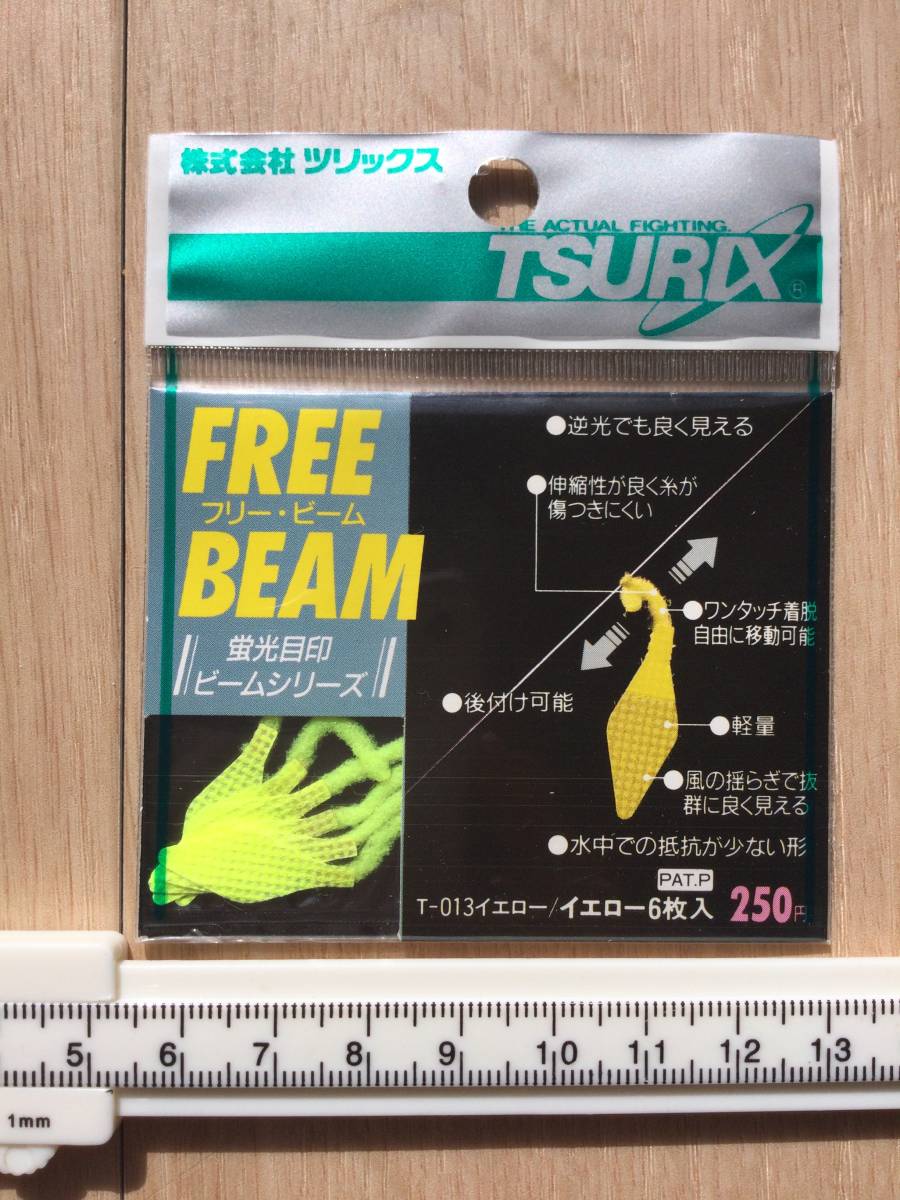 株式会社 ツリックス
THE ACTUAL FIGHTING.
TSURIX®
FREE
フリー・ビーム
BEAM
蛍光目印
ビームシリーズ
●逆光でも良く見える
●伸縮性が良く糸が
傷つきにくい
●ワンタッチ着脱
自由に移動可能
●後付け可能
●軽量
●風の揺らぎで抜
群に良く見える
●水中での抵抗が少ない形
PAT.P
T-013イエロー/イエロー6枚入 250円
5 6 7 8 9 10 11 12 13
1mm